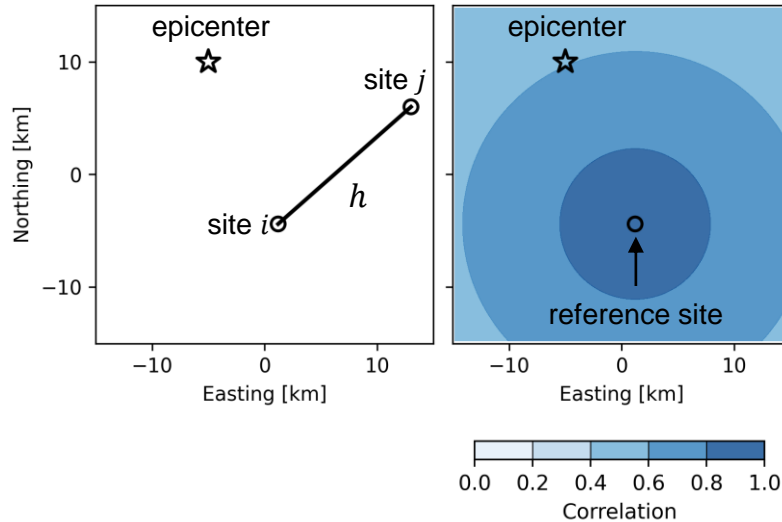 epicenter
site j
site i
h
10
0
−10
Northing [km]
−10
0
10
Easting [km]
epicenter
reference site
−10
0
10
Easting [km]
0.0 0.2 0.4 0.6 0.8 1.0
Correlation